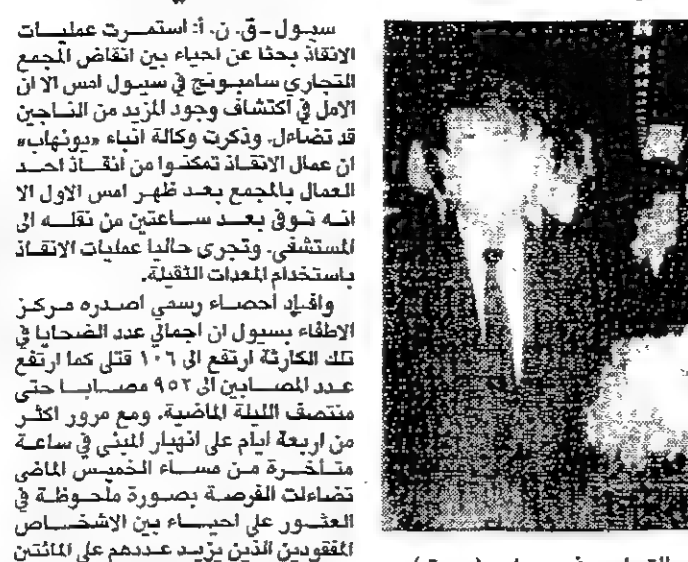 سيول ـ ق. ن. أ: استمرت عمليات
الانقاذ بحثا عن احياء بين انقاض المجمع
التجاري سامبونج في سيول امس الا ان
الامل في اكتشاف وجود المزيد من الناجين
قد تضاءل. وذكرت وكالة انباء «يونهاب»
ان عمال الانقاذ تمكنوا من انقاذ احد
العمال بالمجمع بعد ظهر امس الاول الا
انه توفى بعد ساعتين من نقله الى
المستشفى. وتجرى حاليا عمليات الانقاذ
باستخدام المعدات الثقيلة.
وافاد احصاء رسمي اصدره مركز
الاطفاء بسيول ان اجمالي عدد الضحايا في
تلك الكارثة ارتفع الى ١٠٦ قتلى كما ارتفع
عدد المصابين الى ٩٥٢ مصابا حتى
منتصف الليلة الماضية. ومع مرور اكثر
من اربعة ايام على انهيار المبنى في ساعة
متأخرة من مساء الخميس الماضى
تضاءلت الفرصة بصورة ملحوظة في
العثور على احياء بين الاشخاص
المفقودين الذين يزيد عددهم على المائتين